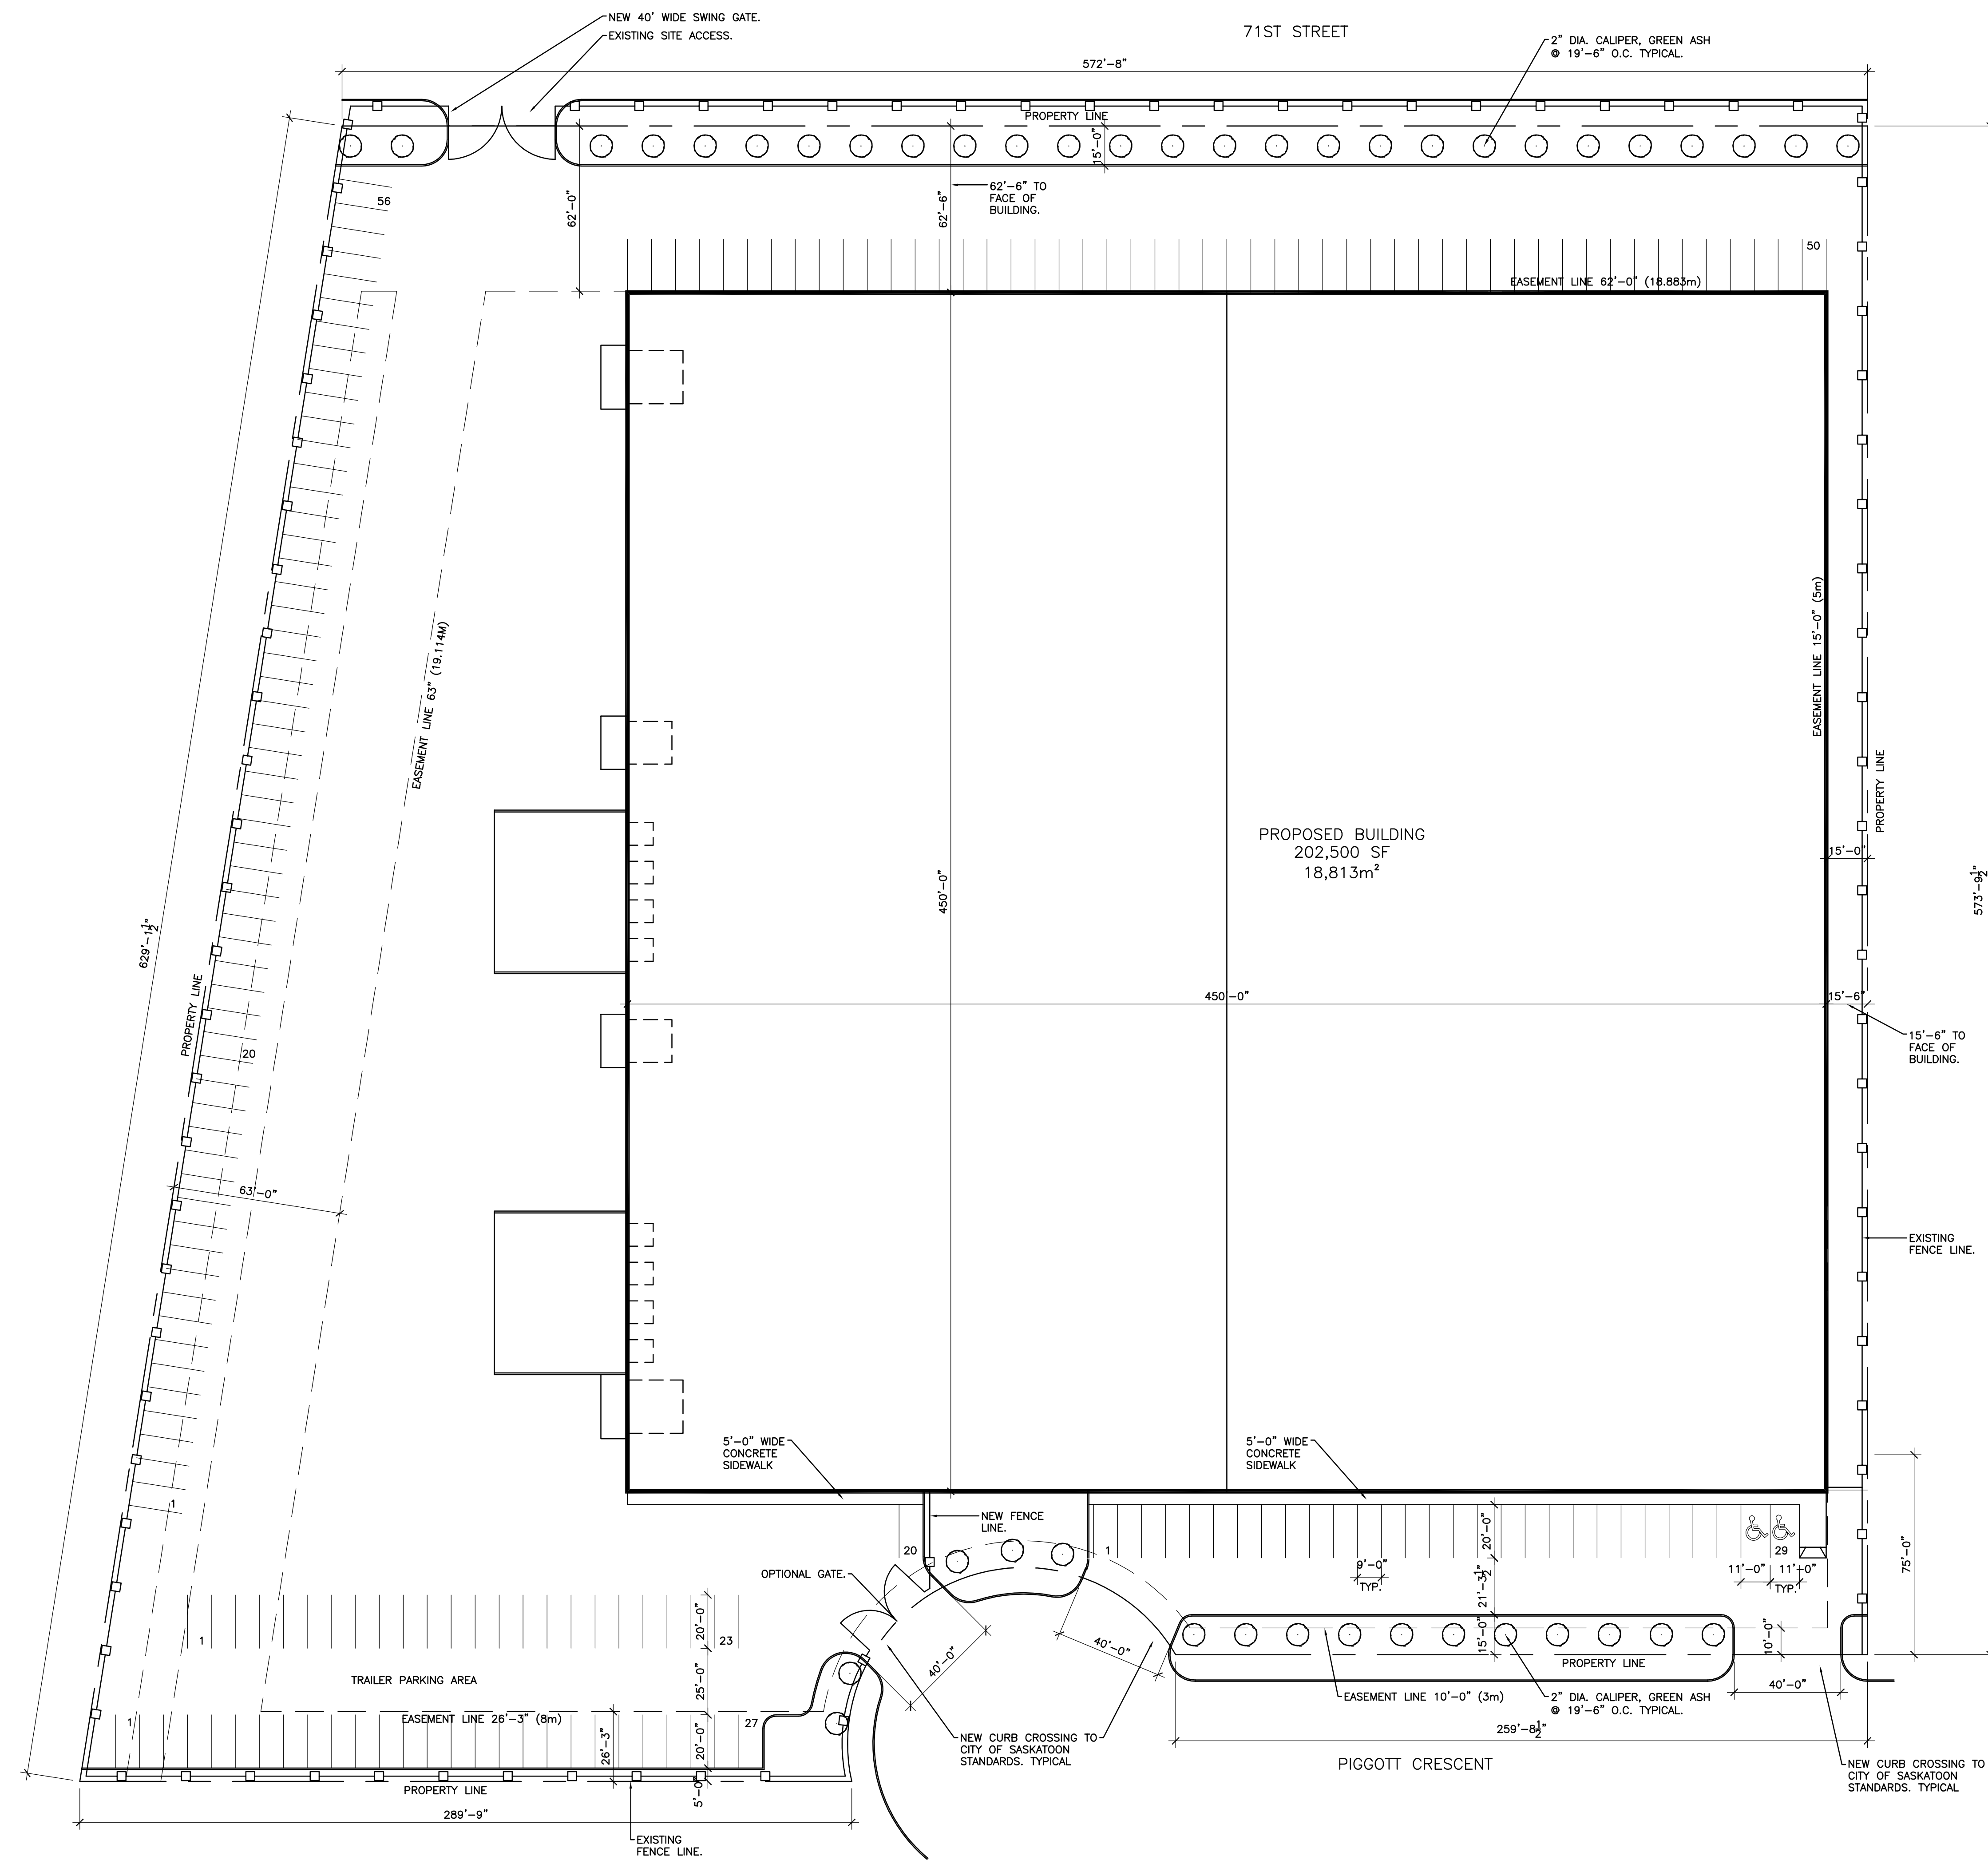 NEW 40' WIDE SWING GATE.
EXISTING SITE ACCESS.
71ST STREET
2" DIA. CALIPER, GREEN ASH
@ 19'-6" O.C. TYPICAL.
572'-8"
PROPERTY LINE
15'-0"
62'-0"
62'-6"
62'-6" TO
FACE OF
BUILDING.
56
50
EASEMENT LINE 62'-0" (18.883m)
EASEMENT LINE 63" (19.114M)
EASEMENT LINE 15'-0" (5m)
PROPERTY LINE
PROPOSED BUILDING
202,500 SF
18,813m²
15'-0"
573'-9½"
450'-0"
629'-1½"
PROPERTY LINE
450'-0"
15'-6"
15'-6" TO
FACE OF
BUILDING.
20
63'-0"
EXISTING
FENCE LINE.
1
5'-0" WIDE
CONCRETE
SIDEWALK
5'-0" WIDE
CONCRETE
SIDEWALK
1
NEW FENCE
LINE.
20
1
20'-0"
29
75'-0"
OPTIONAL GATE.
9'-0"
TYP.
21'-3½"
11'-0"
11'-0"
TYP.
1
20'-0"
23
40'-0"
40'-0"
15'-0"
10'-0"
PROPERTY LINE
TRAILER PARKING AREA
25'-0"
40'-0"
EASEMENT LINE 10'-0" (3m)
2" DIA. CALIPER, GREEN ASH
@ 19'-6" O.C. TYPICAL.
EASEMENT LINE 26'-3" (8m)
1
27
26'-3"
20'-0"
259'-8½"
NEW CURB CROSSING TO
CITY OF SASKATOON
STANDARDS. TYPICAL
PIGGOTT CRESCENT
NEW CURB CROSSING TO
CITY OF SASKATOON
STANDARDS. TYPICAL
PROPERTY LINE
5'-0"
289'-9"
EXISTING
FENCE LINE.